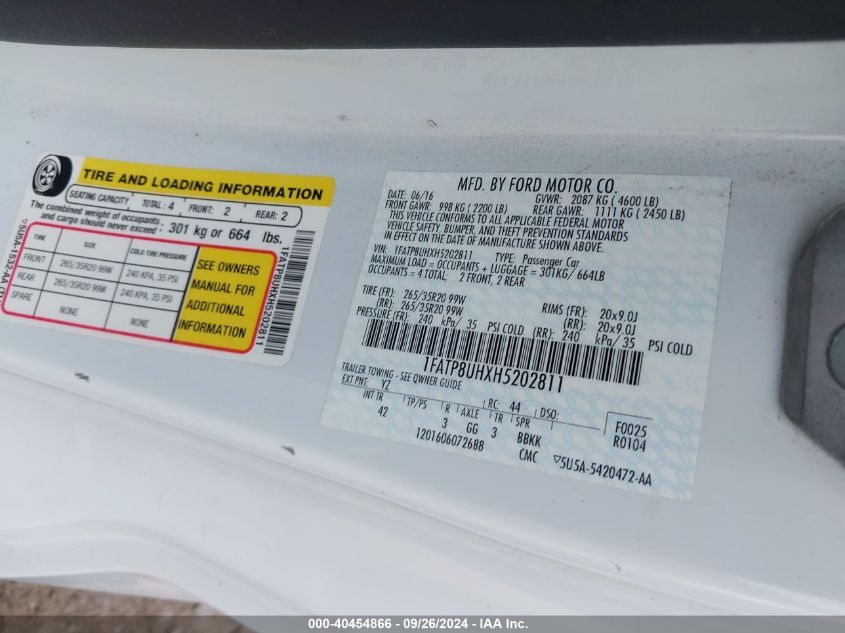 TIRE AND LOADING INFORMATION
SEATING CAPACITY TOTAL : 4 FRONT: 2 REAR: 2
The combined weight of occupants
and cargo should never exceed : 301 kg or 664 lbs.
TIRE SIZE COLD TIRE PRESSURE
FRONT 265/35R20 99W 240 KPA, 35 PSI
REAR 265/35R20 99W 240 KPA, 35 PSI
SPARE NONE NONE
SEE OWNERS
MANUAL FOR
ADDITIONAL
INFORMATION
1FATP8UHXH5202811
MFD. BY FORD MOTOR CO.
DATE: 06/16 GVWR: 2087 KG ( 4600 LB)
FRONT GAWR: 998 KG ( 2200 LB) REAR GAWR: 1111 KG ( 2450 LB)
THIS VEHICLE CONFORMS TO ALL APPLICABLE FEDERAL MOTOR
VEHICLE SAFETY, BUMPER, AND THEFT PREVENTION STANDARDS
IN EFFECT ON THE DATE OF MANUFACTURE SHOWN ABOVE.
VIN: 1FATP8UHXH5202811 TYPE: Passenger Car
MAXIMUM LOAD = OCCUPANTS + LUGGAGE = 301KG/ 664LB
OCCUPANTS = 4 TOTAL: 2 FRONT, 2 REAR
TIRE (FR): 265/35R20 99W RIMS (FR): 20x9.0J
(RR): 265/35R20 99W (RR): 20x9.0J
PRESSURE (FR): 240 kPa/ 35 PSI COLD (RR): 240 kPa/35 PSI COLD
1FATP8UHXH5202811
TRAILER TOWING - SEE OWNER GUIDE
EXT PNT: YZ RC: 44 DSO:
INT TR TP/PS R AXLE TR SPR F0025
42 3 GG 3 BBKK R0104
12016060726BB CMC ▽5U5A-5420472-AA
000-40454866 - 09/26/2024 - IAA Inc.